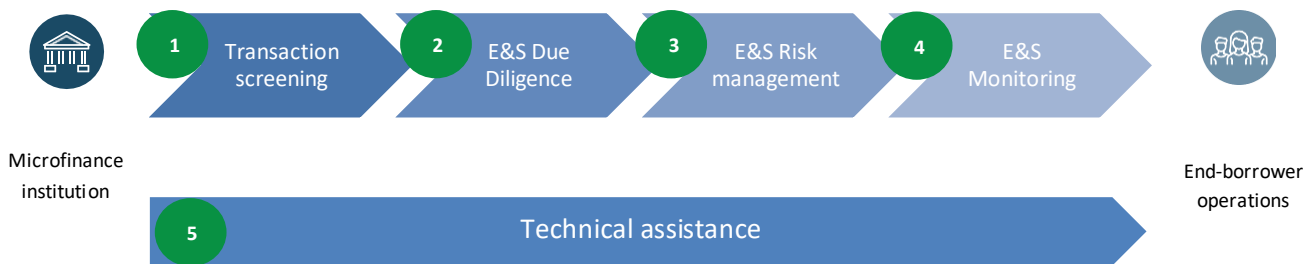 1
Transaction
screening
2
E&S Due
Diligence
3
E&S Risk
management
4
E&S
Monitoring
Microfinance
institution
End-borrower
operations
5
Technical assistance